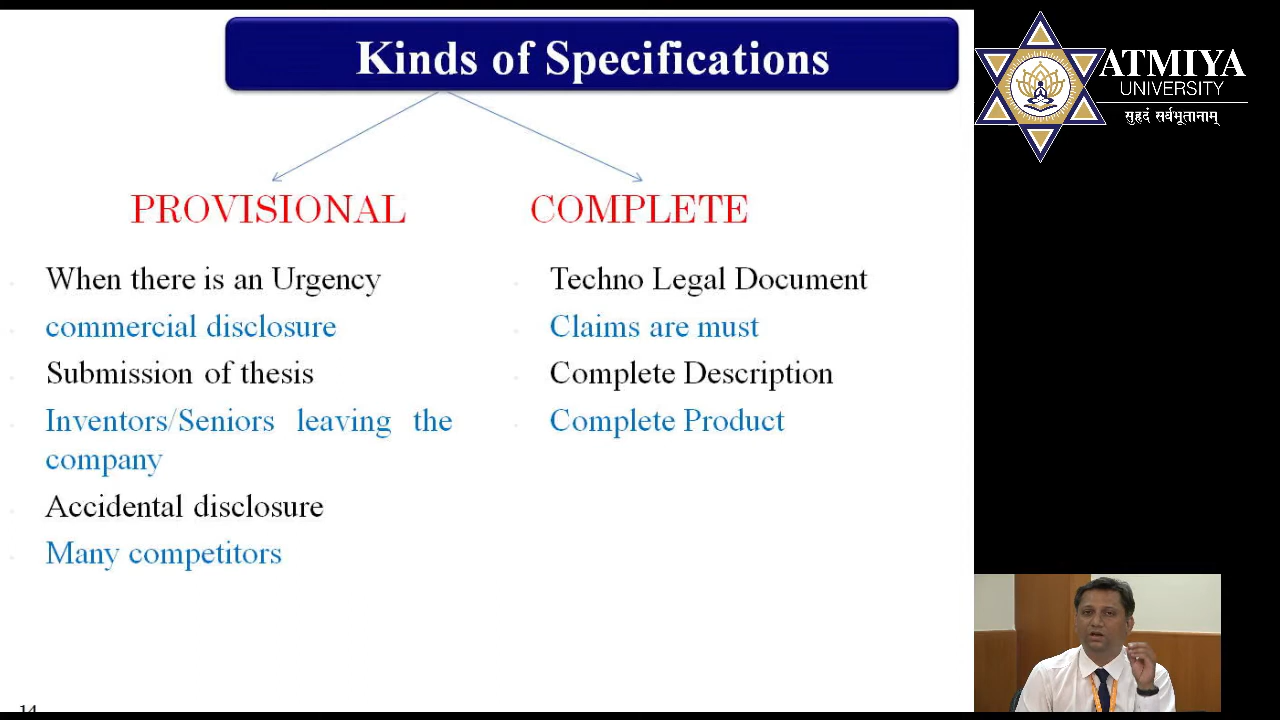 Kinds of Specifications
ATMIYA
UNIVERSITY
सुहृदं सर्वभूतानाम्
PROVISIONAL
When there is an Urgency
commercial disclosure
Submission of thesis
Inventors/Seniors leaving the
company
Accidental disclosure
Many competitors
COMPLETE
Techno Legal Document
Claims are must
Complete Description
Complete Product
14